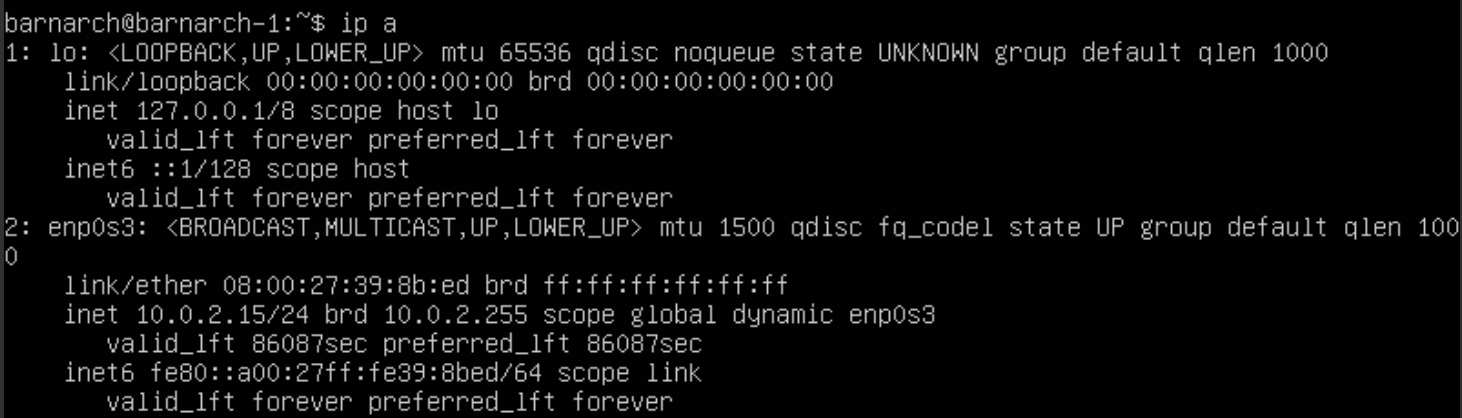 barnarch@barnarch-1:~$ ip a
1: lo: <LOOPBACK,UP,LOWER_UP> mtu 65536 qdisc noqueue state UNKNOWN group default qlen 1000
    link/loopback 00:00:00:00:00:00 brd 00:00:00:00:00:00
    inet 127.0.0.1/8 scope host lo
       valid_lft forever preferred_lft forever
    inet6 ::1/128 scope host
       valid_lft forever preferred_lft forever
2: enp0s3: <BROADCAST,MULTICAST,UP,LOWER_UP> mtu 1500 qdisc fq_codel state UP group default qlen 100
0
    link/ether 08:00:27:39:8b:ed brd ff:ff:ff:ff:ff:ff
    inet 10.0.2.15/24 brd 10.0.2.255 scope global dynamic enp0s3
       valid_lft 86087sec preferred_lft 86087sec
    inet6 fe80::a00:27ff:fe39:8bed/64 scope link
       valid_lft forever preferred_lft forever